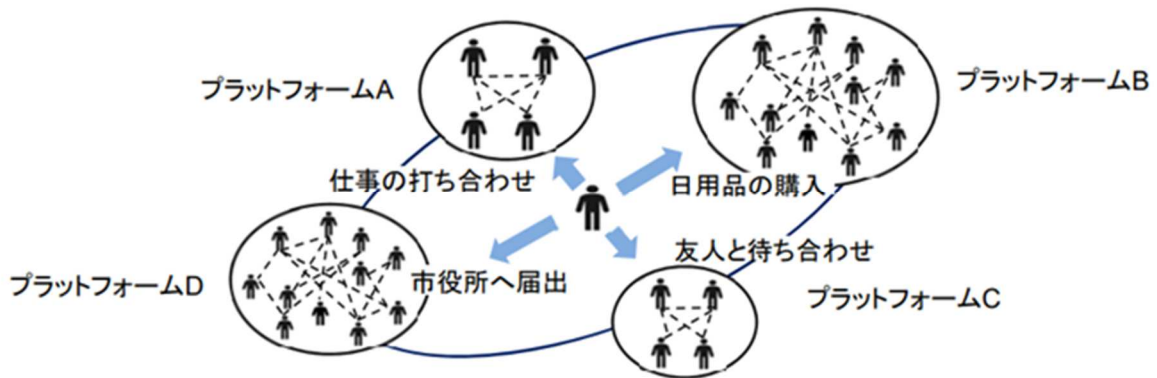 プラットフォームA
プラットフォームB
仕事の打ち合わせ
日用品の購入
友人と待ち合わせ
市役所へ届出
プラットフォームD
プラットフォームC